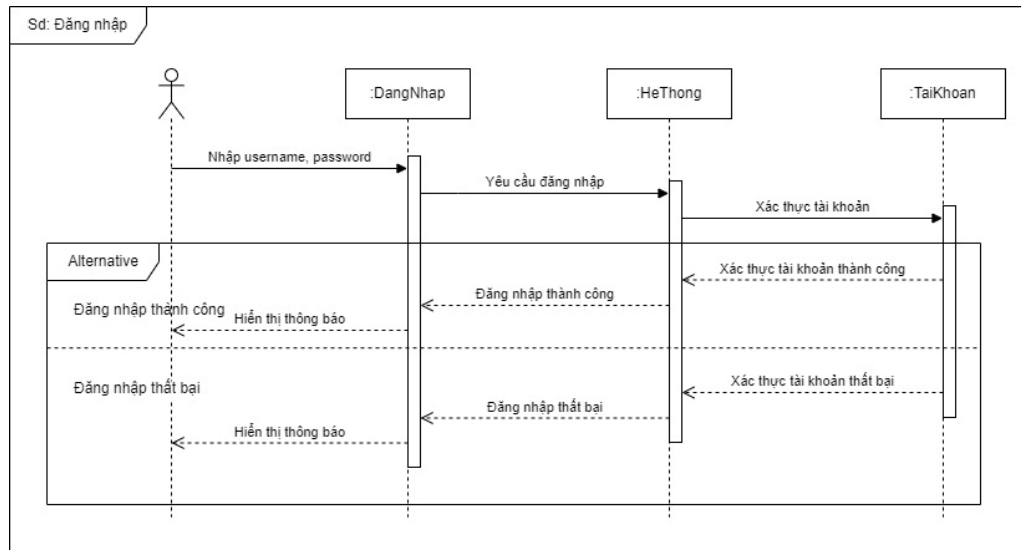 Sd: Đăng nhập
:DangNhap
:HeThong
:TaiKhoan
Nhập username, password
Yêu cầu đăng nhập
Xác thực tài khoản
Alternative
Xác thực tài khoản thành công
Đăng nhập thành công
Đăng nhập thành công
Hiển thị thông báo
Xác thực tài khoản thất bại
Đăng nhập thất bại
Đăng nhập thất bại
Hiển thị thông báo